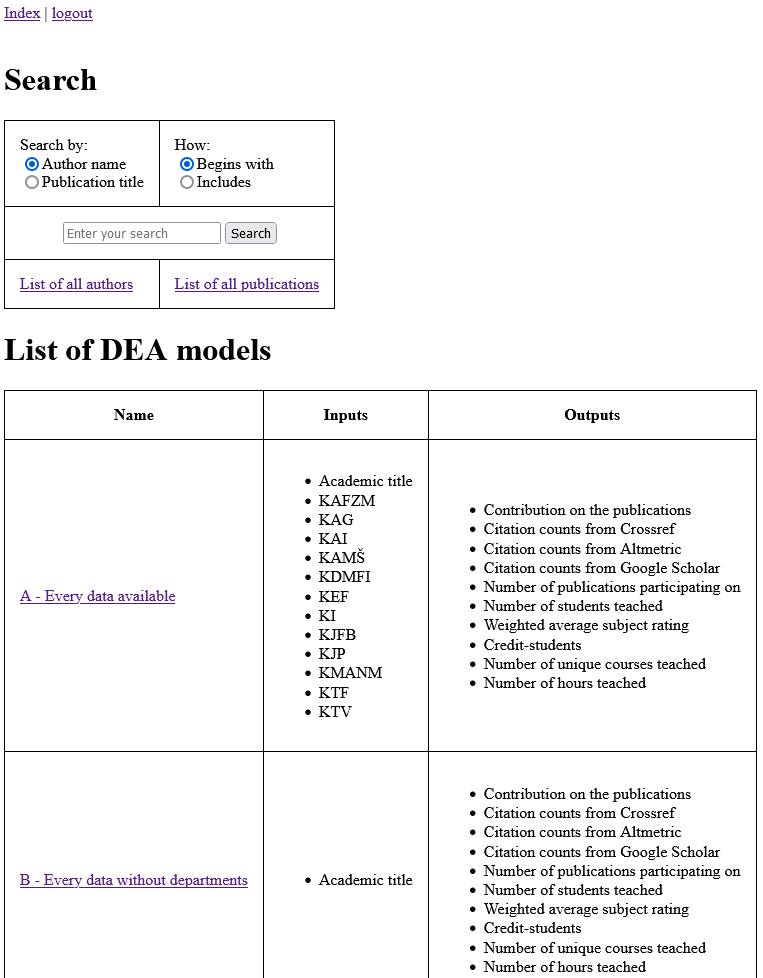 Index | logout
Search
Search by:
Author name
Publication title
How:
Begins with
Includes
Enter your search Search
List of all authors
List of all publications
List of DEA models
Name Inputs Outputs
A - Every data available
Academic title
KAFZM
KAG
KAI
KAMŠ
KDMFI
KEF
KI
KJFB
KJP
KMANM
KTF
KTV
Contribution on the publications
Citation counts from Crossref
Citation counts from Altmetric
Citation counts from Google Scholar
Number of publications participating on
Number of students teached
Weighted average subject rating
Credit-students
Number of unique courses teached
Number of hours teached
B - Every data without departments
Academic title
Contribution on the publications
Citation counts from Crossref
Citation counts from Altmetric
Citation counts from Google Scholar
Number of publications participating on
Number of students teached
Weighted average subject rating
Credit-students
Number of unique courses teached
Number of hours teached